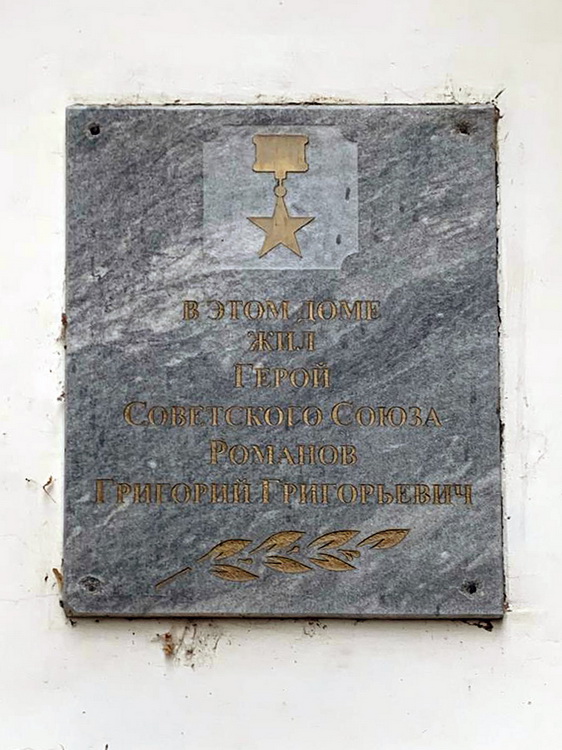 В ЭТОМ ДОМЕ
ЖИЛ
ГЕРОЙ
СОВЕТСКОГО СОЮЗА
РОМАНОВ
ГРИГОРИЙ ГРИГОРЬЕВИЧ